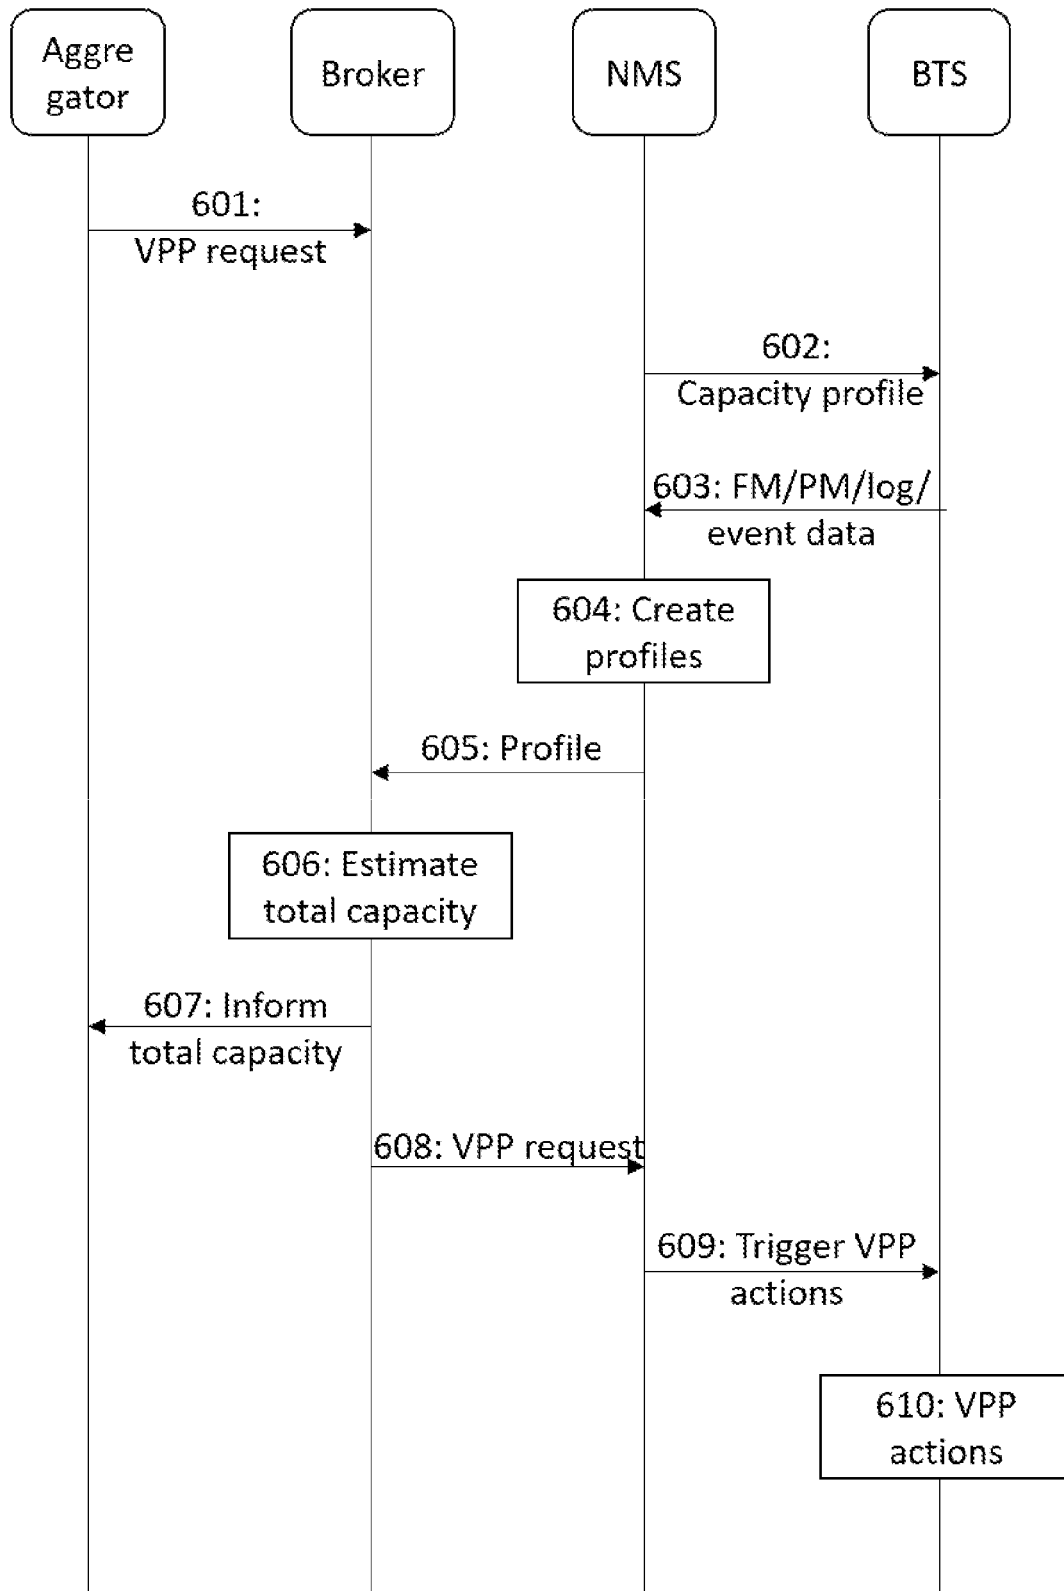 Aggre
gator
Broker
NMS
BTS
601:
VPP request
602:
Capacity profile
603: FM/PM/log/
event data
604: Create
profiles
605: Profile
606: Estimate
total capacity
607: Inform
total capacity
608: VPP request
609: Trigger VPP
actions
610: VPP
actions